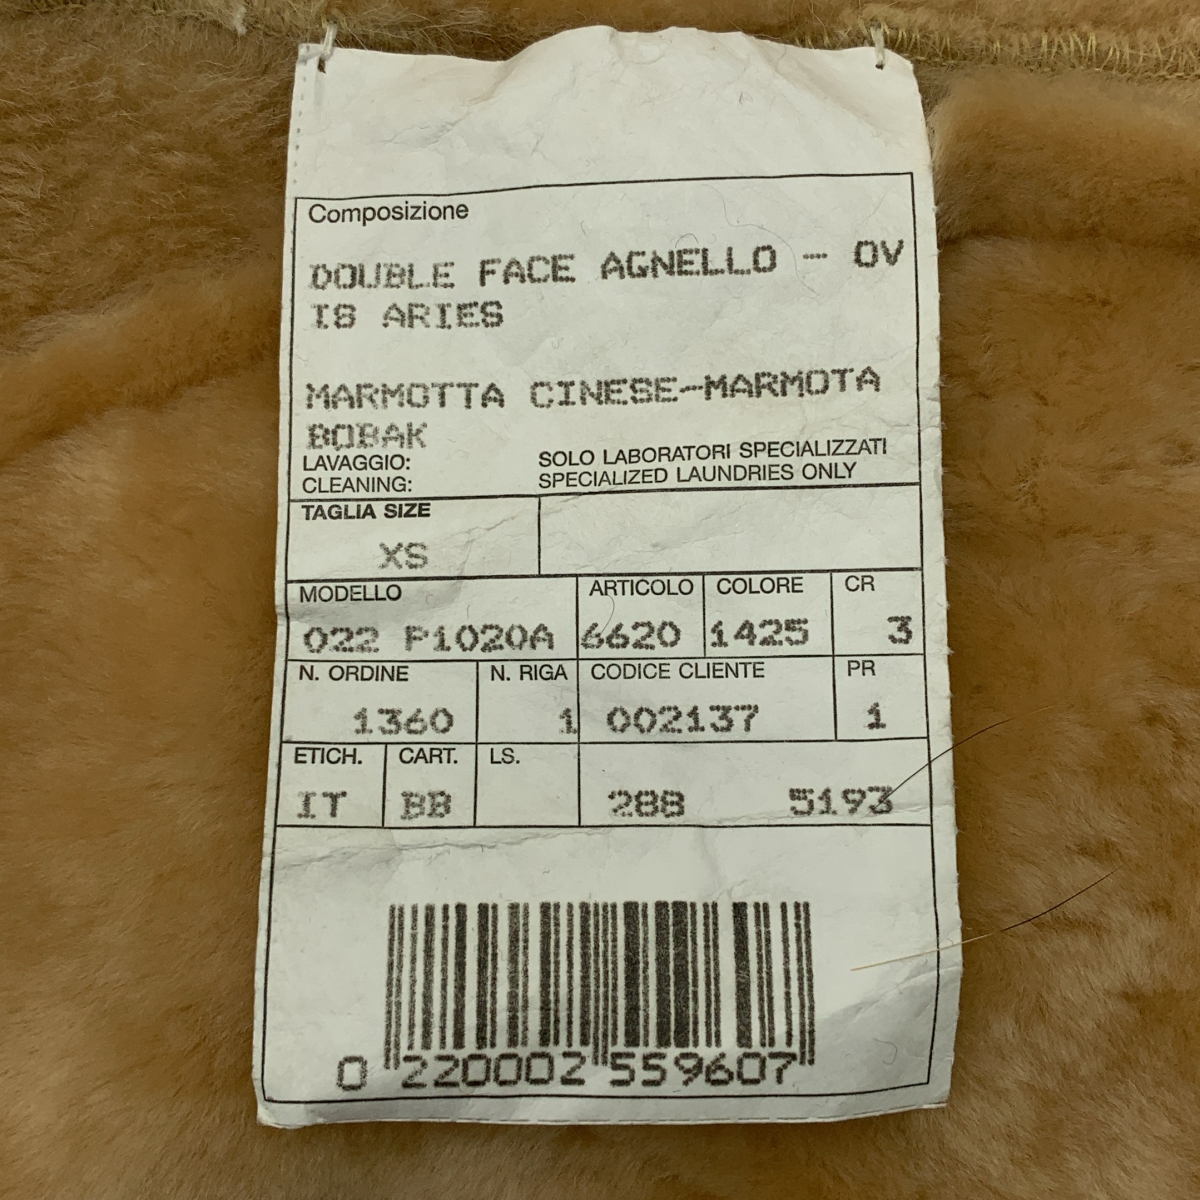 Composizione
DOUBLE FACE AGNELLO - OV
IS ARIES
MARMOTTA CINESE-MARMOTA
BOBAK
LAVAGGIO: SOLO LABORATORI SPECIALIZZATI
CLEANING: SPECIALIZED LAUNDRIES ONLY
TAGLIA SIZE
XS
MODELLO ARTICOLO COLORE CR
022 P1020A 6620 1425 3
N. ORDINE N. RIGA CODICE CLIENTE PR
1360 1 002137 1
ETICH. CART. LS.
IT BB 288 5193
0 220002 559607